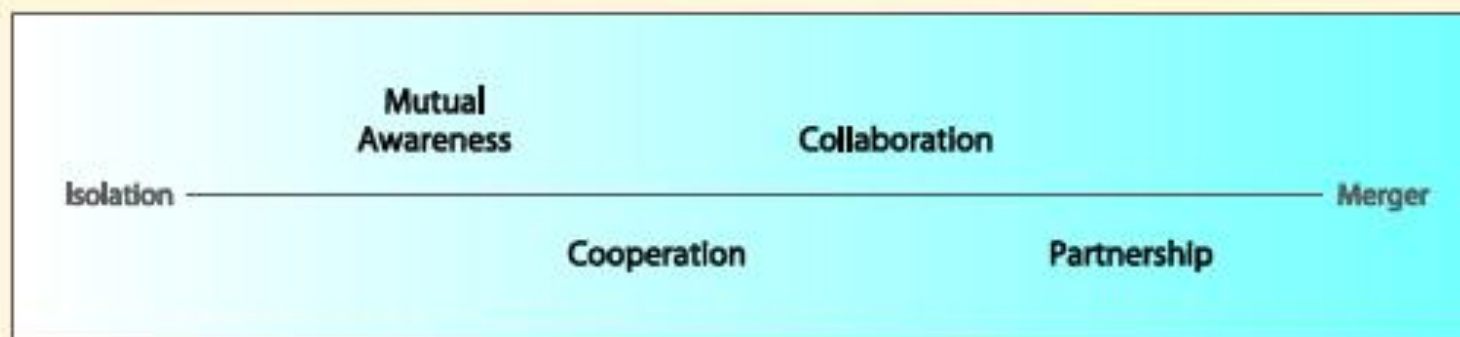 Mutual
Awareness
Collaboration
Isolation
Merger
Cooperation
Partnership